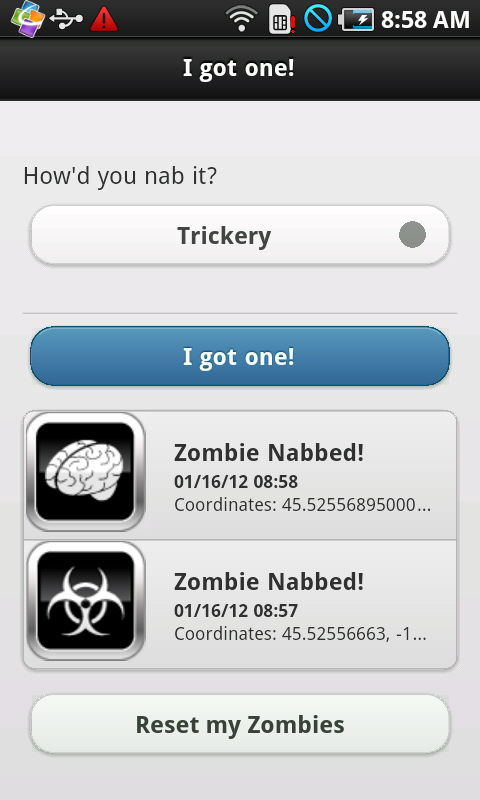 8:58 AM
I got one!
How'd you nab it?
Trickery
I got one!
Zombie Nabbed!
01/16/12 08:58
Coordinates: 45.52556895000...
Zombie Nabbed!
01/16/12 08:57
Coordinates: 45.52556663, -1...
Reset my Zombies